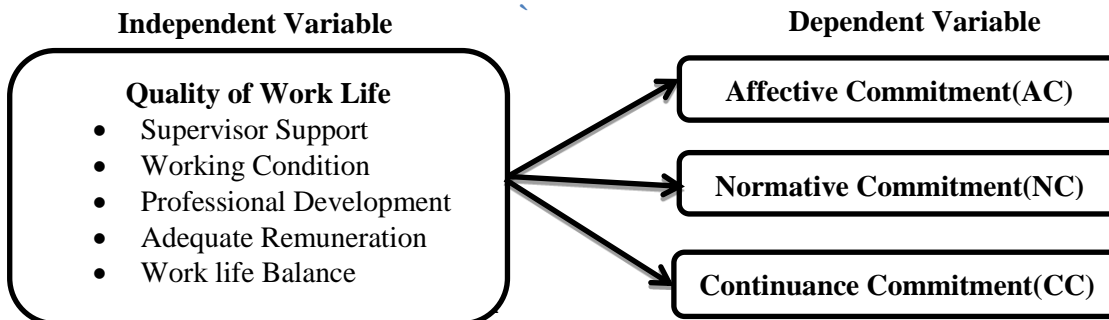 Independent Variable
Quality of Work Life
• Supervisor Support
• Working Condition
• Professional Development
• Adequate Remuneration
• Work life Balance
`
Dependent Variable
Affective Commitment(AC)
Normative Commitment(NC)
Continuance Commitment(CC)